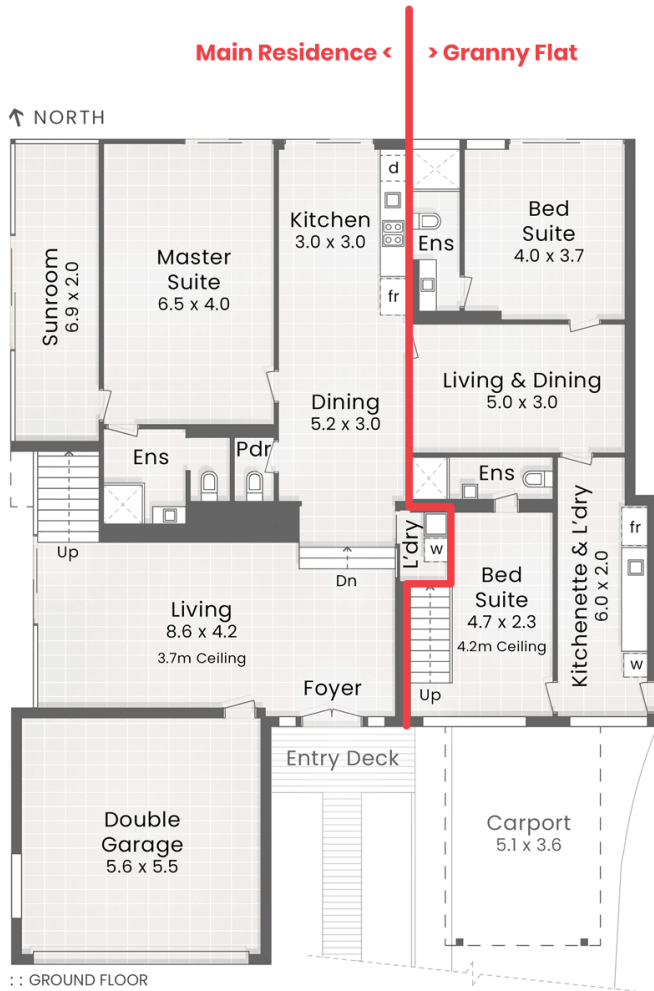 Main Residence < > Granny Flat
NORTH
d
Kitchen
3.0 x 3.0
fr
Ens
Bed
Suite
4.0 x 3.7
Master
Suite
6.5 x 4.0
Sunroom
6.9 x 2.0
Living & Dining
5.0 x 3.0
Dining
5.2 x 3.0
Ens
Pdr
Ens
Up
L'dry
w
Dn
Kitchenette & L'dry
6.0 x 2.0
fr
w
Bed
Suite
4.7 x 2.3
4.2m Ceiling
Living
8.6 x 4.2
3.7m Ceiling
Foyer
Up
Entry Deck
Double
Garage
5.6 x 5.5
Carport
5.1 x 3.6
: : GROUND FLOOR